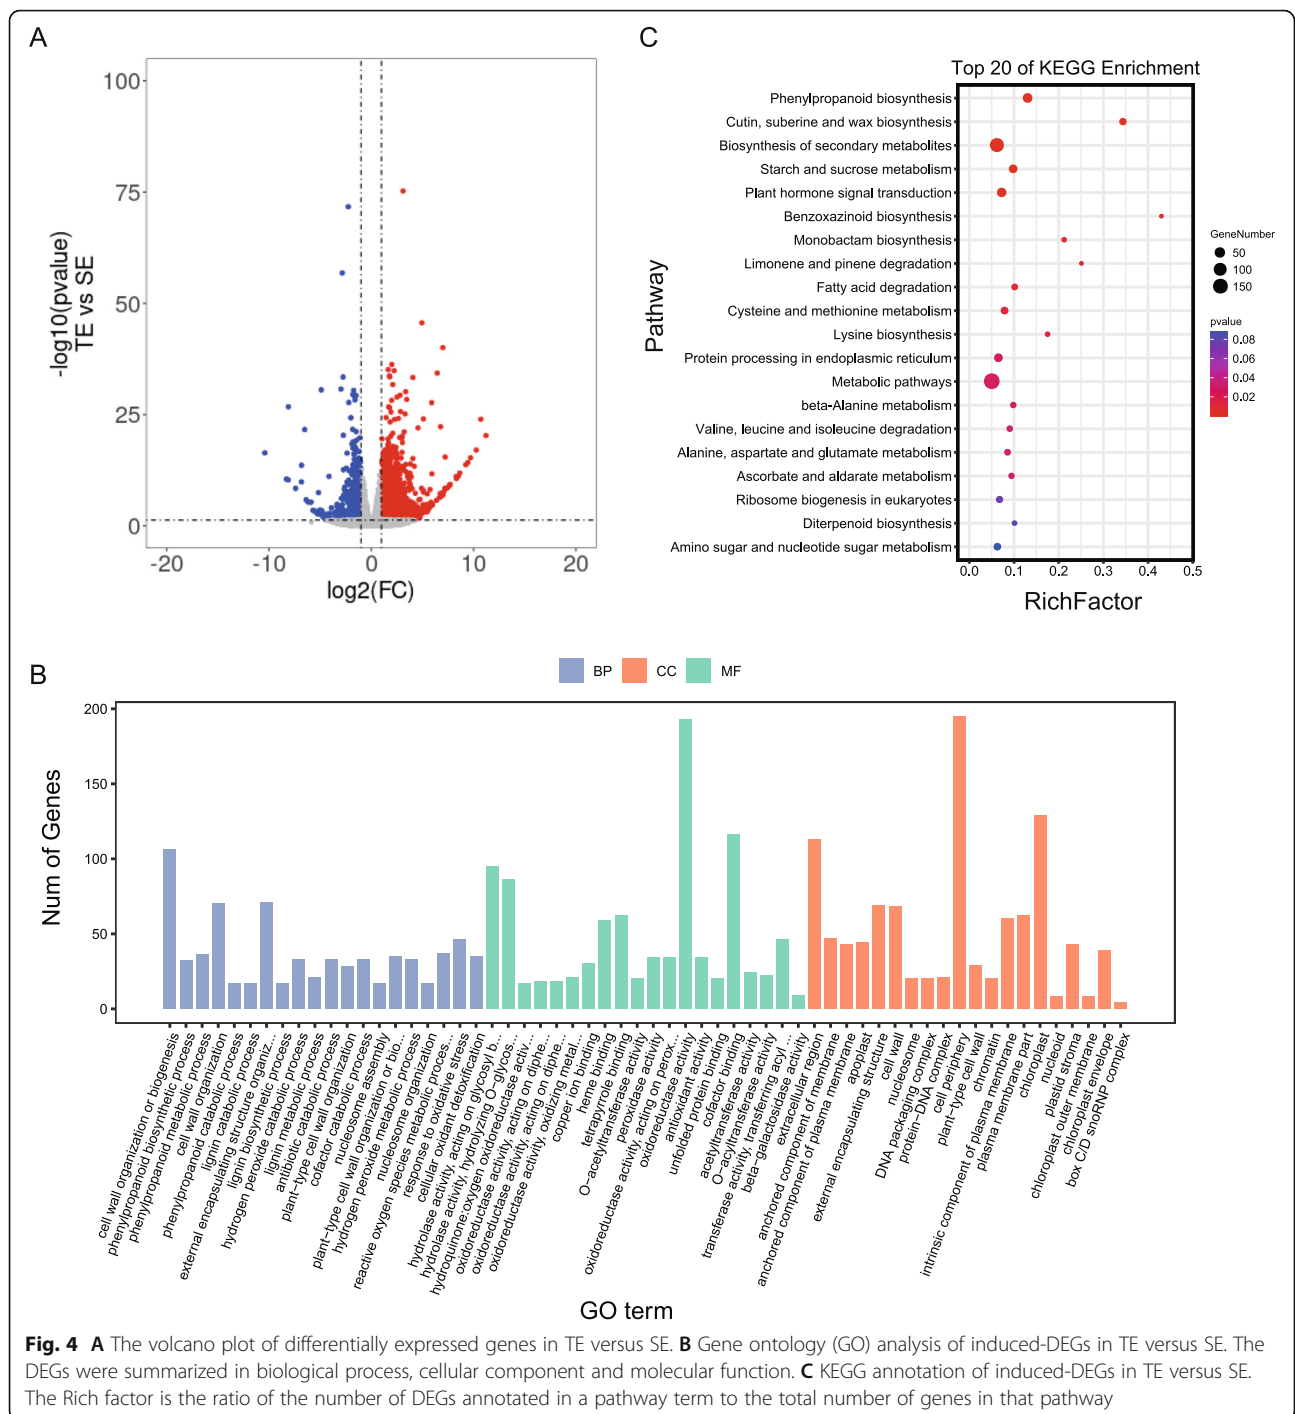 A
100
75
50
25
0
-20
-10
0
10
20
-log10(pvalue)
TE vs SE
log2(FC)
C
Top 20 of KEGG Enrichment
Phenylpropanoid biosynthesis
Cutin, suberine and wax biosynthesis
Biosynthesis of secondary metabolites
Starch and sucrose metabolism
Plant hormone signal transduction
Benzoxazinoid biosynthesis
Monobactam biosynthesis
Limonene and pinene degradation
Fatty acid degradation
Cysteine and methionine metabolism
Lysine biosynthesis
Protein processing in endoplasmic reticulum
Metabolic pathways
beta-Alanine metabolism
Valine, leucine and isoleucine degradation
Alanine, aspartate and glutamate metabolism
Ascorbate and aldarate metabolism
Ribosome biogenesis in eukaryotes
Diterpenoid biosynthesis
Amino sugar and nucleotide sugar metabolism
Pathway
0.0
0.1
0.2
0.3
0.4
0.5
RichFactor
GeneNumber
50
100
150
pvalue
0.08
0.06
0.04
0.02
B
BP
CC
MF
200
150
100
50
0
Num of Genes
cell wall organization or biogenesis
phenylpropanoid biosynthetic process
phenylpropanoid metabolic process
cell wall organization
phenylpropanoid catabolic process
lignin catabolic process
external encapsulating structure organiz...
lignin biosynthetic process
hydrogen peroxide catabolic process
lignin metabolic process
antibiotic catabolic process
plant−type cell wall organization
cofactor catabolic process
nucleosome assembly
plant−type cell wall organization or bio...
hydrogen peroxide metabolic process
nucleosome organization
reactive oxygen species metabolic proces...
response to oxidative stress
cellular oxidant detoxification
hydrolase activity, acting on glycosyl b...
hydrolase activity, hydrolyzing O−glycos...
hydroquinone:oxygen oxidoreductase activ...
oxidoreductase activity, acting on diphe...
oxidoreductase activity, acting on diphe...
oxidoreductase activity, oxidizing metal...
copper ion binding
heme binding
tetrapyrrole binding
O−acetyltransferase activity
peroxidase activity
oxidoreductase activity, acting on perox...
oxidoreductase activity
antioxidant activity
unfolded protein binding
cofactor binding
acetyltransferase activity
O−acyltransferase activity
transferase activity, transferring acyl ...
beta−galactosidase activity
extracellular region
anchored component of membrane
anchored component of plasma membrane
apoplast
external encapsulating structure
cell wall
nucleosome
DNA packaging complex
protein−DNA complex
cell periphery
plant−type cell wall
chromatin
intrinsic component of plasma membrane
plasma membrane part
chloroplast
nucleoid
plastid stroma
chloroplast outer membrane
chloroplast envelope
box C/D snoRNP complex
GO term
Fig. 4 A The volcano plot of differentially expressed genes in TE versus SE. B Gene ontology (GO) analysis of induced-DEGs in TE versus SE. The
DEGs were summarized in biological process, cellular component and molecular function. C KEGG annotation of induced-DEGs in TE versus SE.
The Rich factor is the ratio of the number of DEGs annotated in a pathway term to the total number of genes in that pathway